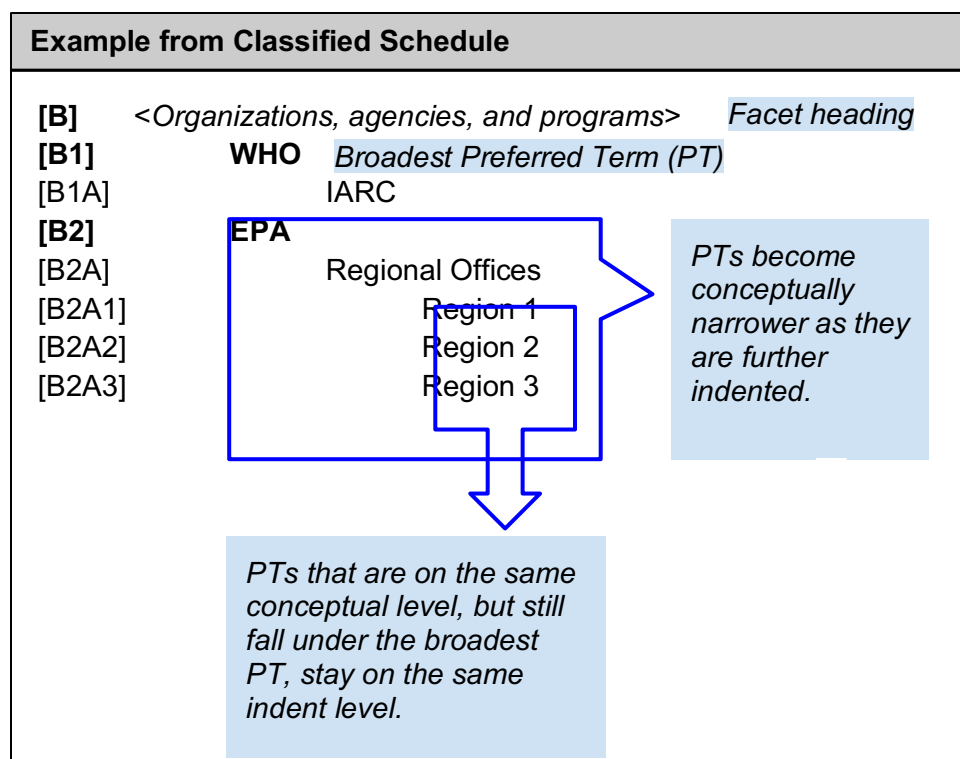 Example from Classified Schedule
[B] <Organizations, agencies, and programs> Facet heading
[B1] WHO Broadest Preferred Term (PT)
[B1A] IARC
[B2] EPA
[B2A] Regional Offices
[B2A1] Region 1
[B2A2] Region 2
[B2A3] Region 3
PTs become
conceptually
narrower as they
are further
indented.
PTs that are on the same
conceptual level, but still
fall under the broadest
PT, stay on the same
indent level.